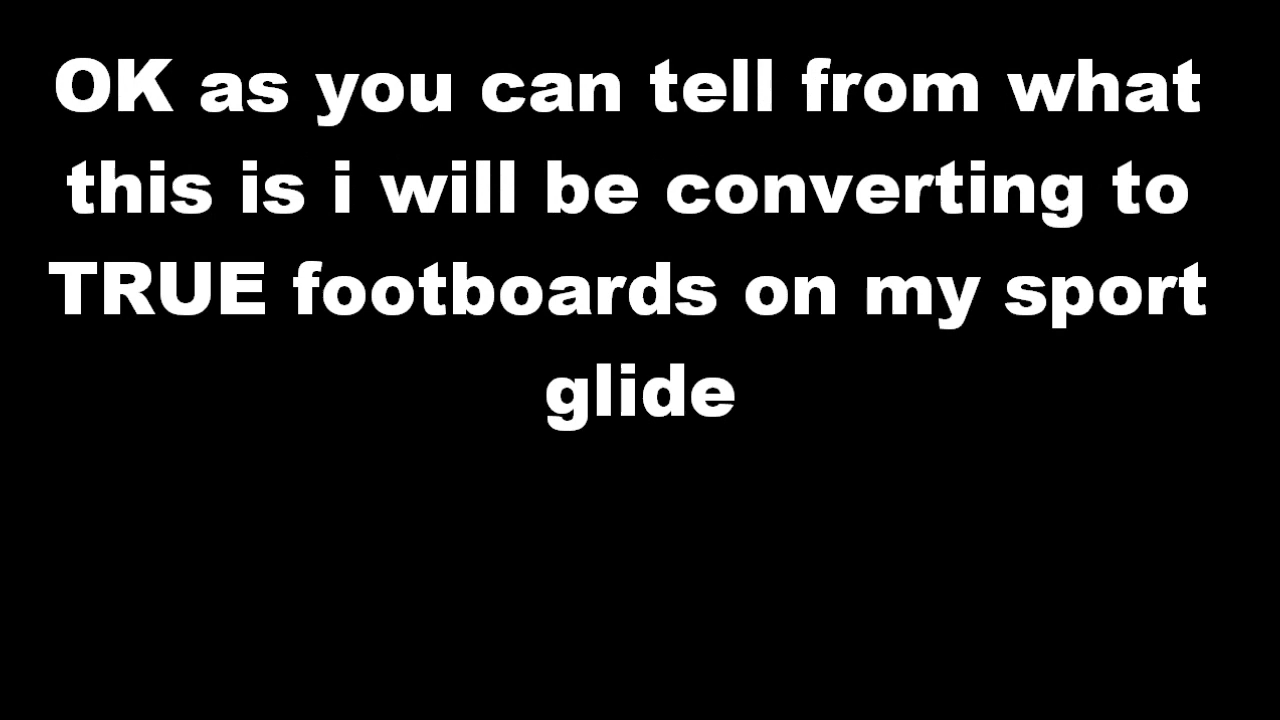 OK as you can tell from what
this is i will be converting to
TRUE footboards on my sport
glide